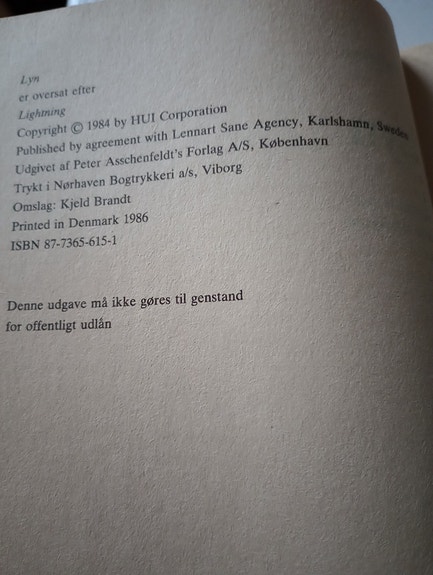 Lyn
er oversat efter
Lightning
Copyright © 1984 by HUI Corporation
Published by agreement with Lennart Sane Agency, Karlshamn, Sweden
Udgivet af Peter Asschenfeldt's Forlag A/S, København
Trykt i Nørhaven Bogtrykkeri a/s, Viborg
Omslag: Kjeld Brandt
Printed in Denmark 1986
ISBN 87-7365-615-1
Denne udgave må ikke gøres til genstand
for offentligt udlån